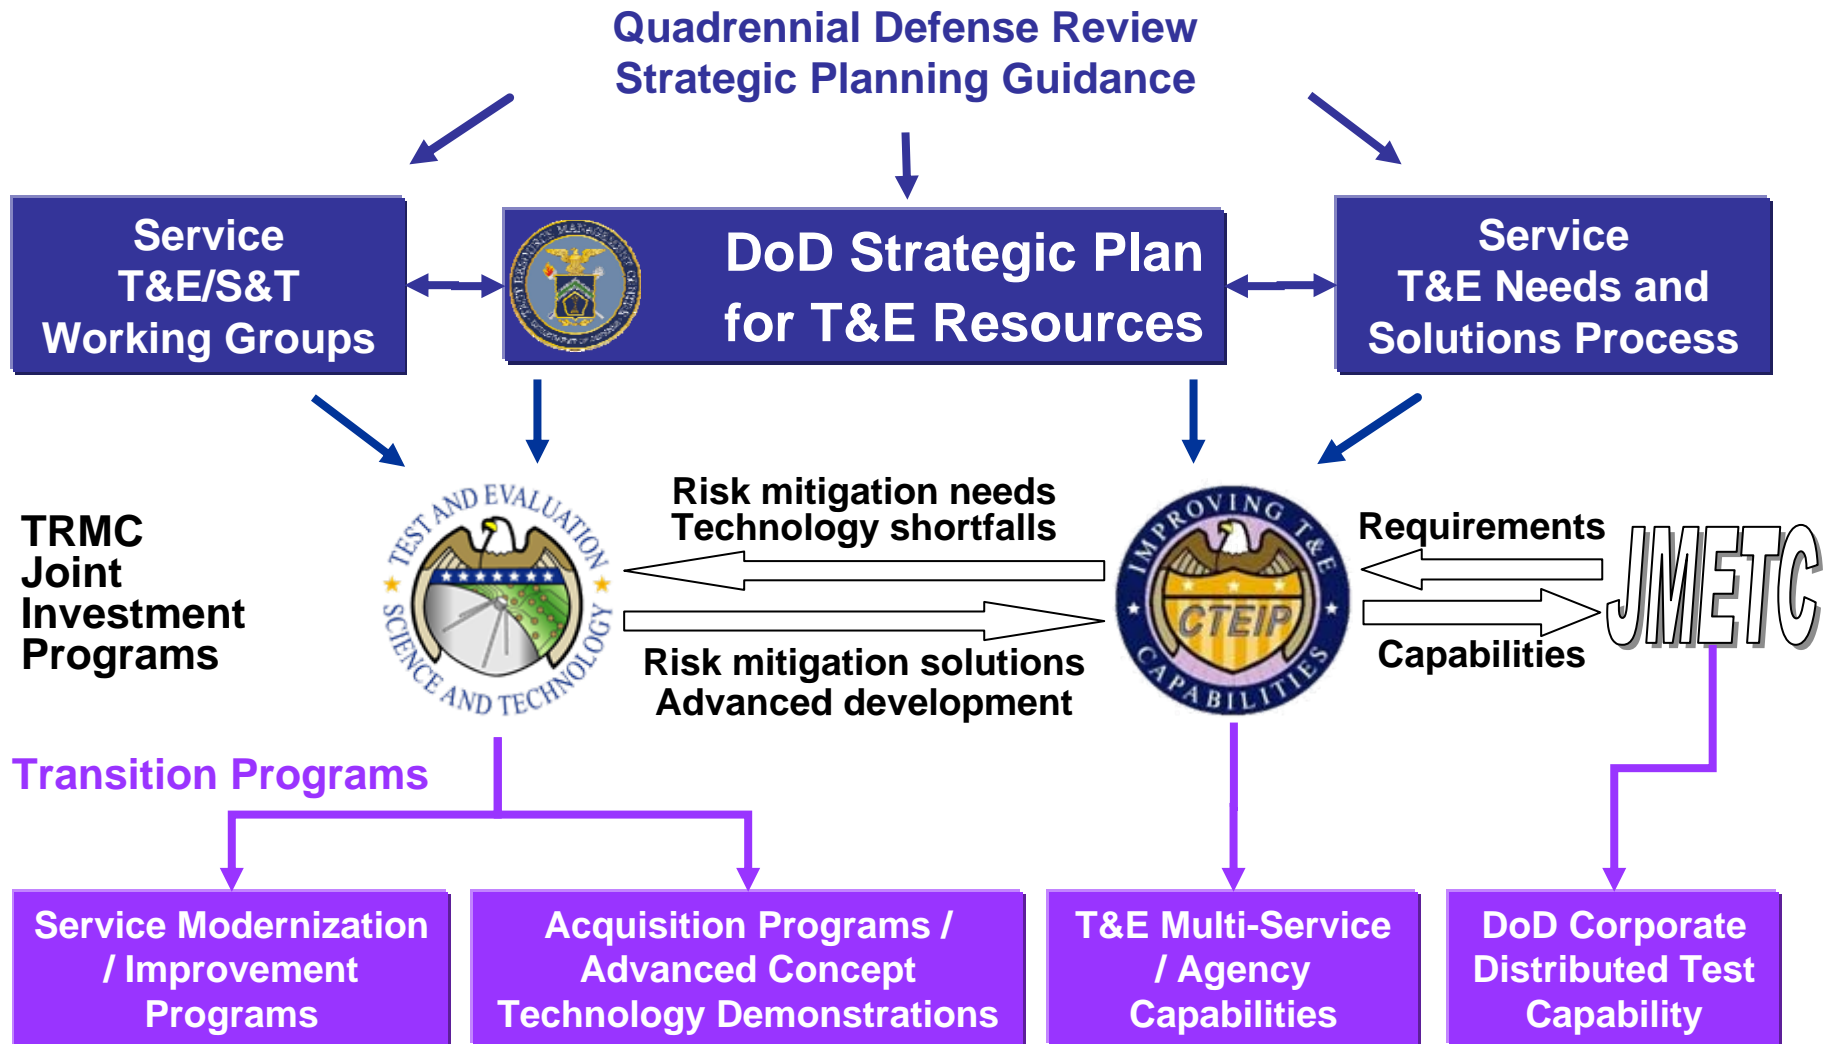 Quadrennial Defense Review
Strategic Planning Guidance
Service
T&E/S&T
Working Groups
DoD Strategic Plan
for T&E Resources
Service
T&E Needs and
Solutions Process
TRMC
Joint
Investment
Programs
TEST AND EVALUATION
SCIENCE AND TECHNOLOGY
Risk mitigation needs
Technology shortfalls
Risk mitigation solutions
Advanced development
IMPROVING T&E
CTEIP
CAPABILITIES
Requirements
Capabilities
JMETC
Transition Programs
Service Modernization
/ Improvement
Programs
Acquisition Programs /
Advanced Concept
Technology Demonstrations
T&E Multi-Service
/ Agency
Capabilities
DoD Corporate
Distributed Test
Capability